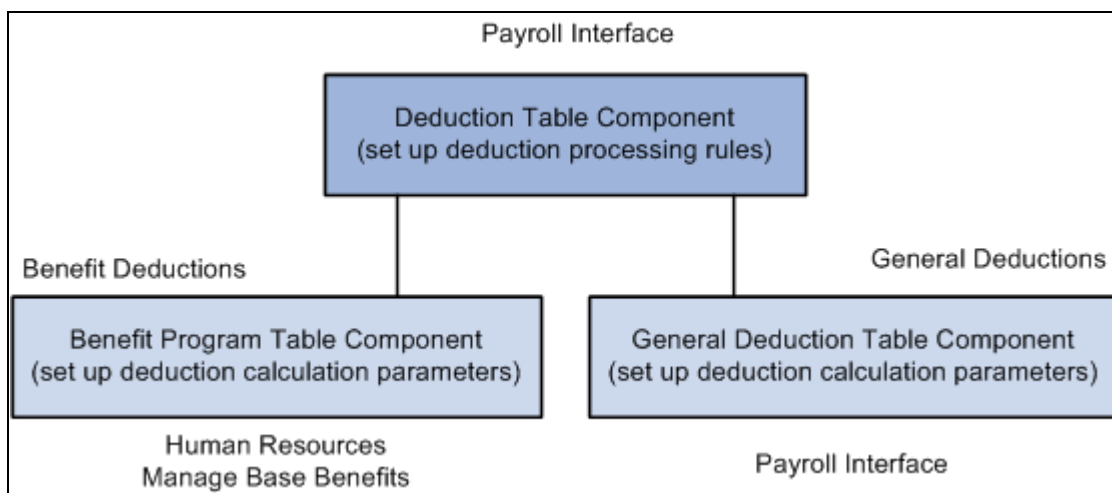 Payroll Interface
Deduction Table Component
(set up deduction processing rules)
Benefit Deductions
General Deductions
Benefit Program Table Component
(set up deduction calculation parameters)
General Deduction Table Component
(set up deduction calculation parameters)
Human Resources
Manage Base Benefits
Payroll Interface